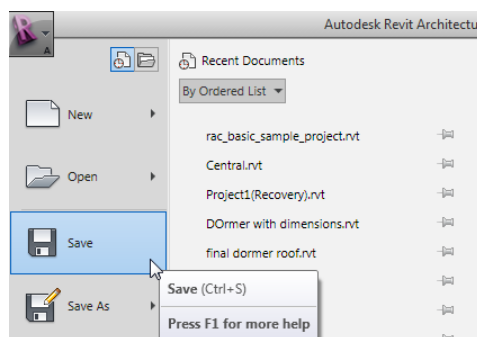 Autodesk Revit Architectu
A
Recent Documents
By Ordered List
New
rac_basic_sample_project.rvt
Central.rvt
Open
Project1(Recovery).rvt
DOrmer with dimensions.rvt
Save
final dormer roof.rvt
Save (Ctrl+S)
Save As
Press F1 for more help